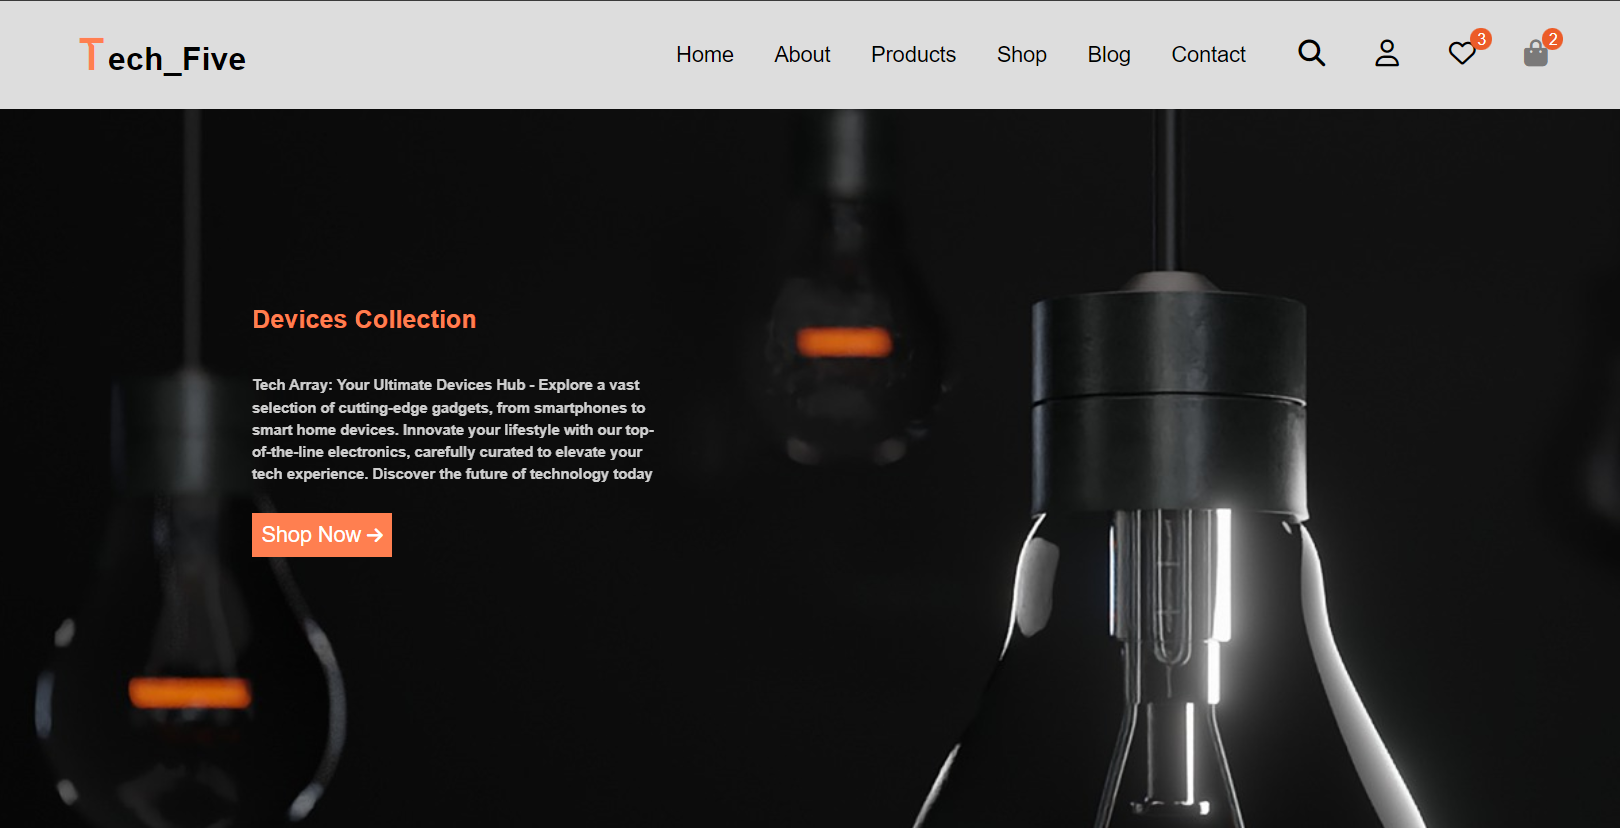 Tech_Five
Home About Products Shop Blog Contact 3 2
Devices Collection
Tech Array: Your Ultimate Devices Hub - Explore a vast
selection of cutting-edge gadgets, from smartphones to
smart home devices. Innovate your lifestyle with our top-
of-the-line electronics, carefully curated to elevate your
tech experience. Discover the future of technology today
Shop Now →